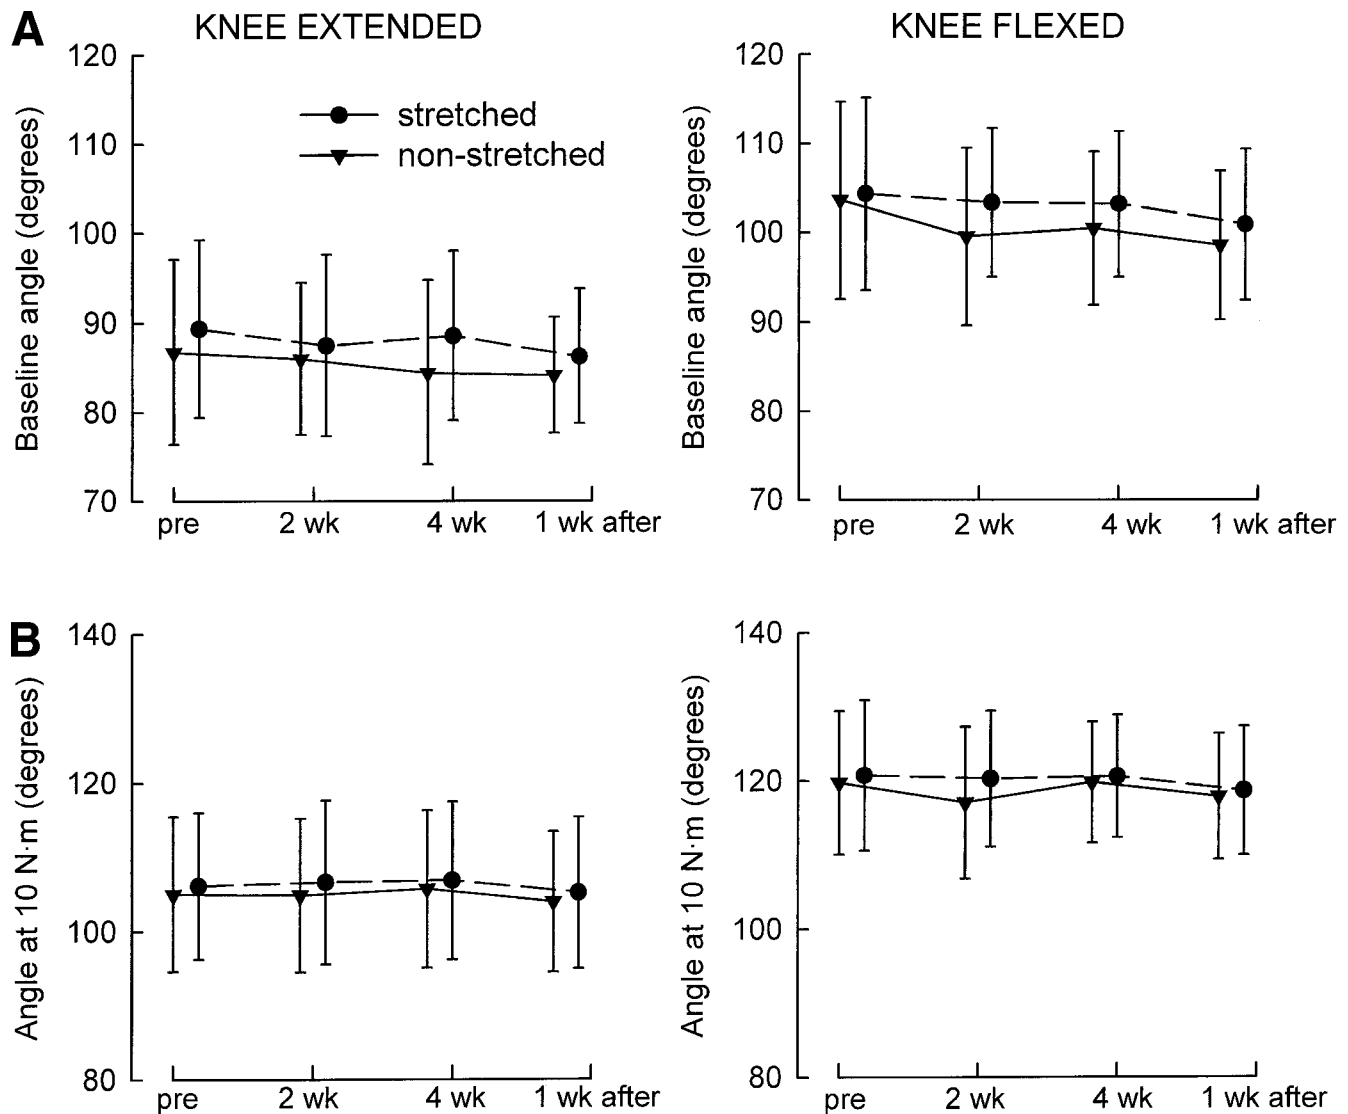 A
KNEE EXTENDED
KNEE FLEXED
Baseline angle (degrees)
120
110
100
90
80
70
stretched
non-stretched
pre
2 wk
4 wk
1 wk after
Baseline angle (degrees)
120
110
100
90
80
70
pre
2 wk
4 wk
1 wk after
B
Angle at 10 N·m (degrees)
140
120
100
80
pre
2 wk
4 wk
1 wk after
Angle at 10 N·m (degrees)
140
120
100
80
pre
2 wk
4 wk
1 wk after